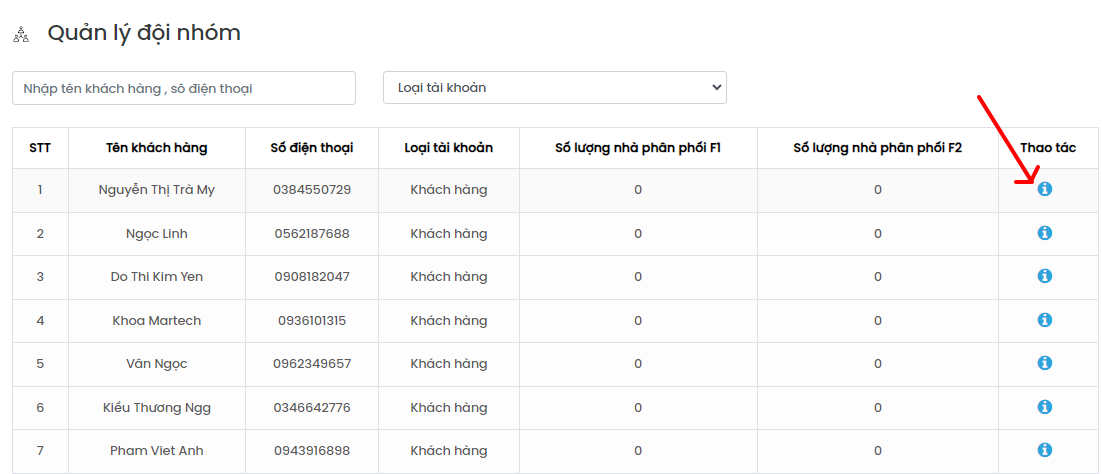 Quản lý đội nhóm
Nhập tên khách hàng , số điện thoại
Loại tài khoản
STT Tên khách hàng Số điện thoại Loại tài khoản Số lượng nhà phân phối F1 Số lượng nhà phân phối F2 Thao tác
1 Nguyễn Thị Trà My 0384550729 Khách hàng 0 0
2 Ngọc Linh 0562187688 Khách hàng 0 0
3 Do Thi Kim Yen 0908182047 Khách hàng 0 0
4 Khoa Martech 0936101315 Khách hàng 0 0
5 Vân Ngọc 0962349657 Khách hàng 0 0
6 Kiều Thương Ngg 0346642776 Khách hàng 0 0
7 Pham Viet Anh 0943916898 Khách hàng 0 0